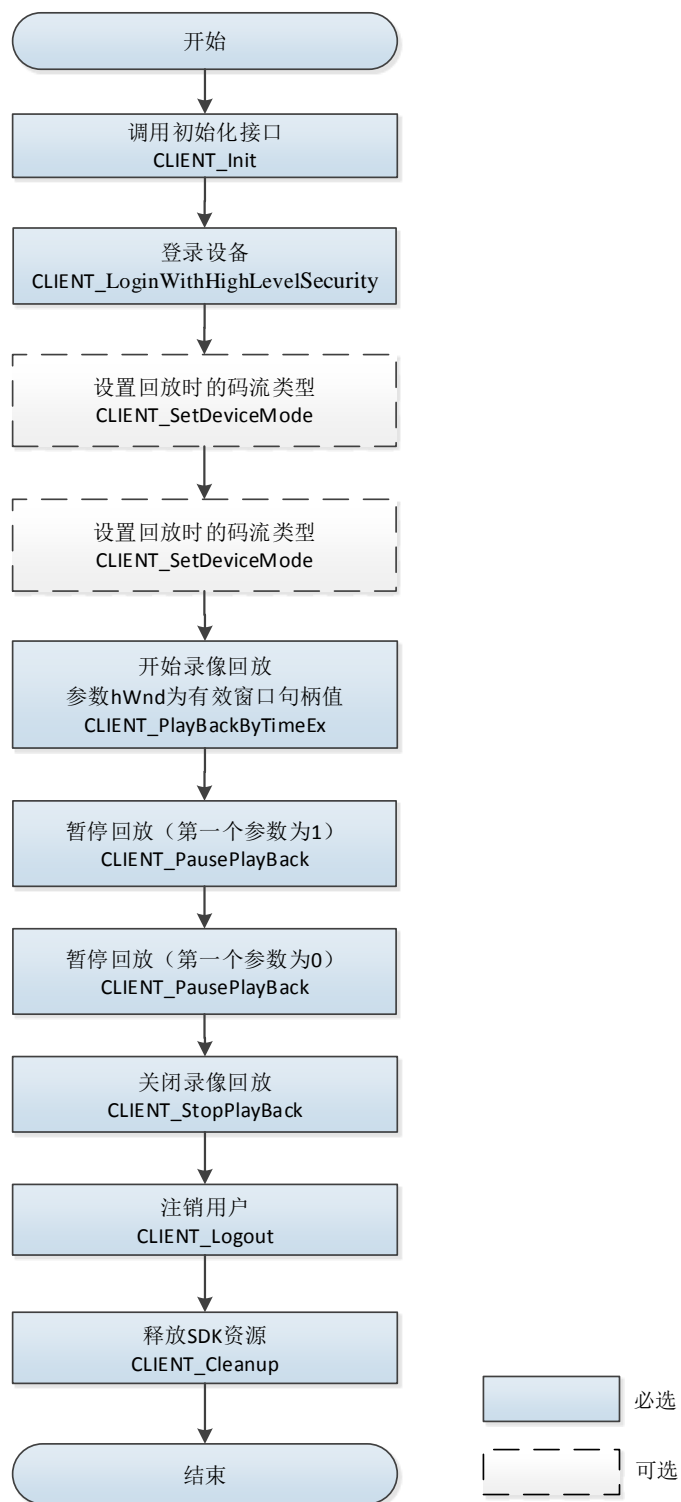 开始
调用初始化接口
CLIENT_Init
登录设备
CLIENT_LoginWithHighLevelSecurity
设置回放时的码流类型
CLIENT_SetDeviceMode
设置回放时的码流类型
CLIENT_SetDeviceMode
开始录像回放
参数hWnd为有效窗口句柄值
CLIENT_PlayBackByTimeEx
暂停回放（第一个参数为1）
CLIENT_PausePlayBack
暂停回放（第一个参数为0）
CLIENT_PausePlayBack
关闭录像回放
CLIENT_StopPlayBack
注销用户
CLIENT_Logout
释放SDK资源
CLIENT_Cleanup
结束
必选
可选